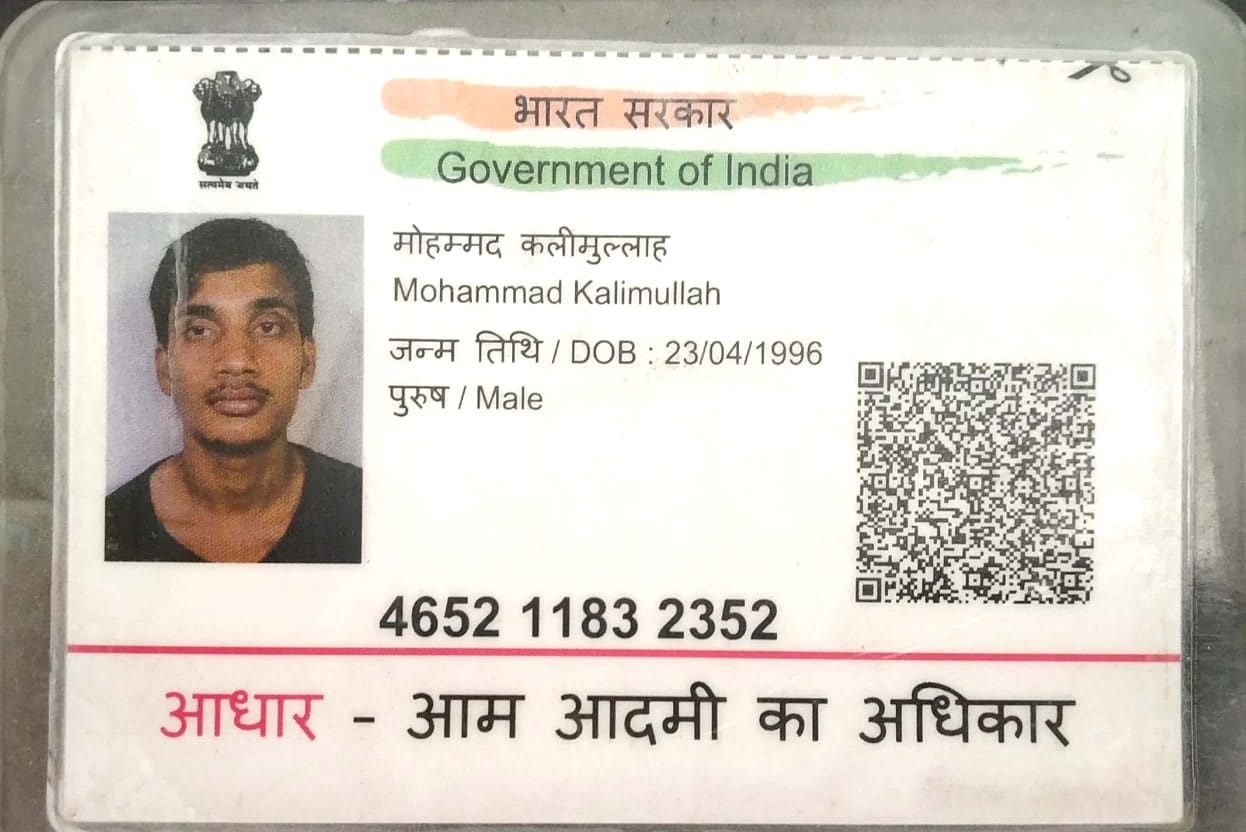 सत्यमेव जयते
भारत सरकार
Government of India
मोहम्मद कलीमुल्लाह
Mohammad Kalimullah
जन्म तिथि / DOB : 23/04/1996
पुरुष / Male
4652 1183 2352
आधार - आम आदमी का अधिकार